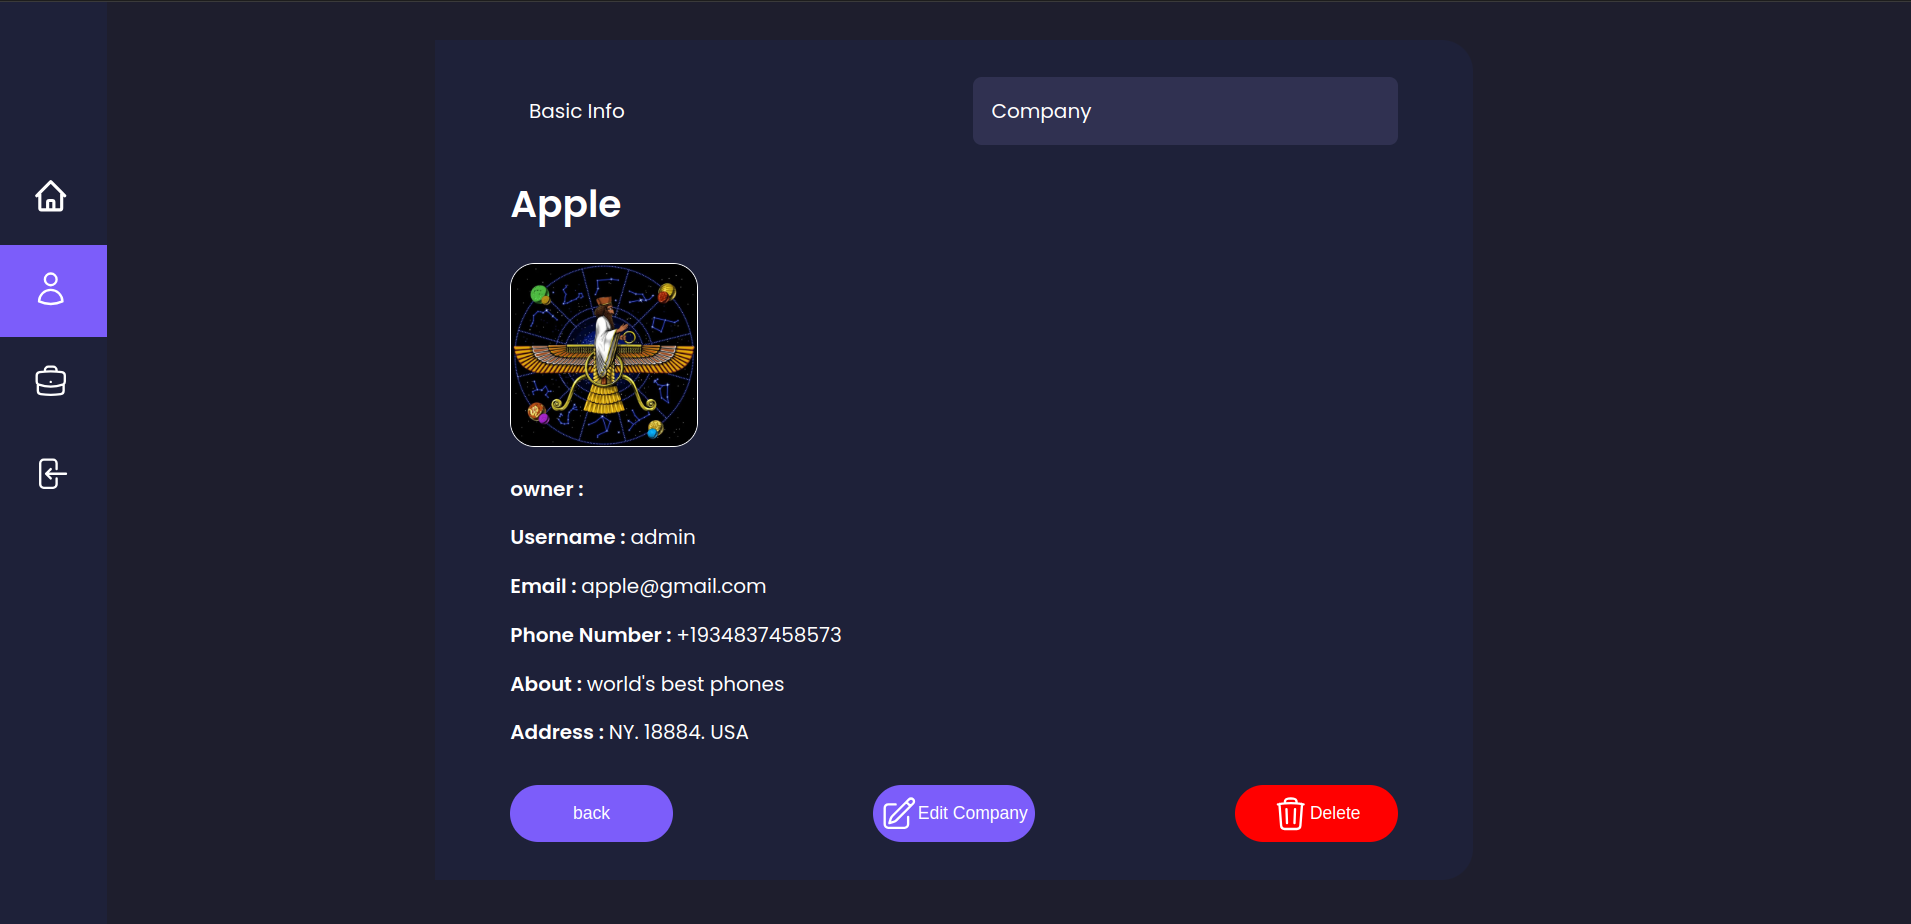 Basic Info
Company
Apple
owner :
Username : admin
Email : apple@gmail.com
Phone Number : +1934837458573
About : world's best phones
Address : NY. 18884. USA
back
Edit Company
Delete